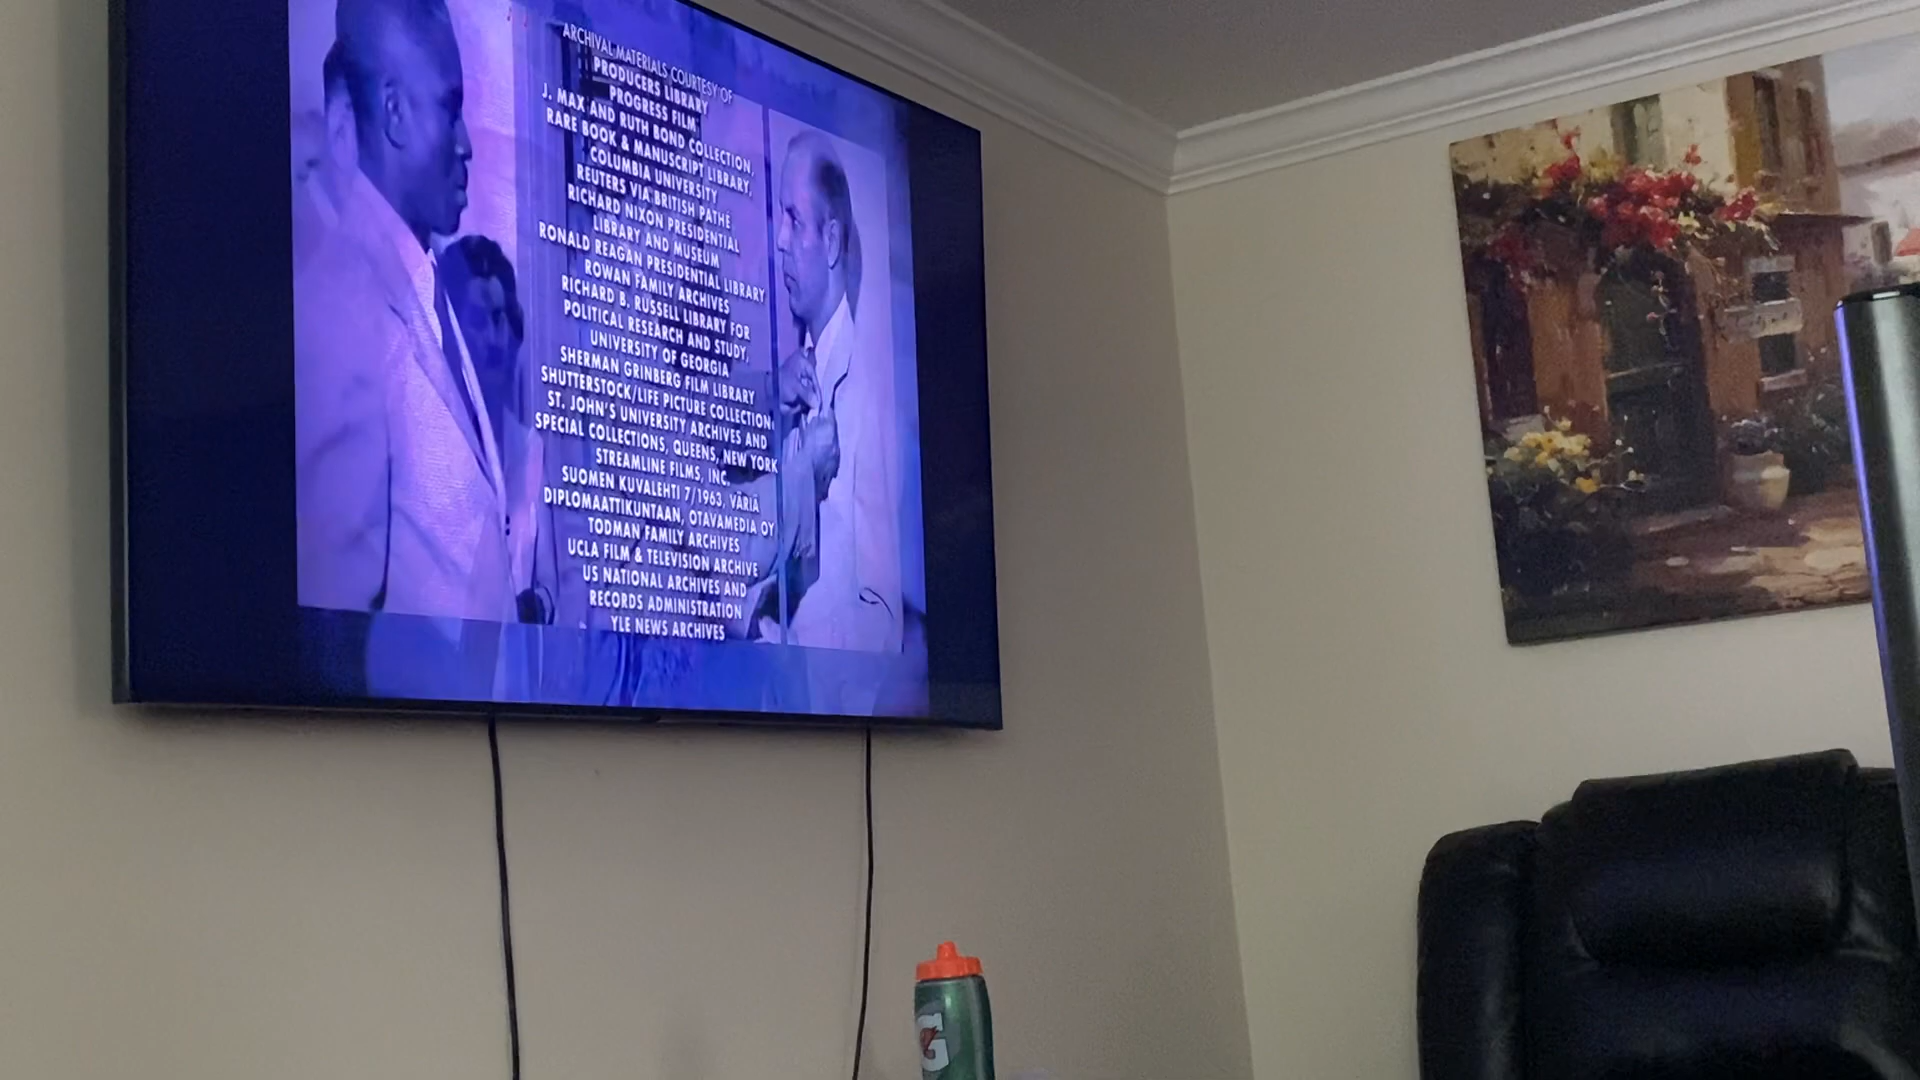 ARCHIVAL MATERIALS COURTESY OF
PRODUCERS LIBRARY
PROGRESS FILM
J. MAX AND RUTH BOND COLLECTION,
RARE BOOK & MANUSCRIPT LIBRARY,
COLUMBIA UNIVERSITY
REUTERS VIA BRITISH PATHE
RICHARD NIXON PRESIDENTIAL
LIBRARY AND MUSEUM
RONALD REAGAN PRESIDENTIAL LIBRARY
ROWAN FAMILY ARCHIVES
RICHARD B. RUSSELL LIBRARY FOR
POLITICAL RESEARCH AND STUDY,
UNIVERSITY OF GEORGIA
SHERMAN GRINBERG FILM LIBRARY
SHUTTERSTOCK/LIFE PICTURE COLLECTION
ST. JOHN'S UNIVERSITY ARCHIVES AND
SPECIAL COLLECTIONS, QUEENS, NEW YORK
STREAMLINE FILMS, INC.
SUOMEN KUVALEHTI 7/1963, VÄRIÄ
DIPLOMAATTIKUNTAAN, OTAVAMEDIA OY
TODMAN FAMILY ARCHIVES
UCLA FILM & TELEVISION ARCHIVE
US NATIONAL ARCHIVES AND
RECORDS ADMINISTRATION
YLE NEWS ARCHIVES
G